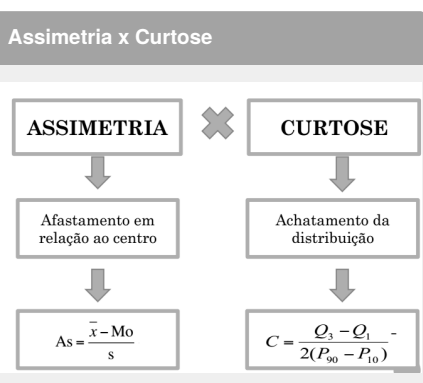 Assimetria x Curtose
ASSIMETRIA
CURTOSE
Afastamento em
relação ao centro
Achatamento da
distribuição
As = (x̅ – Mo) / s
C = (Q₃ – Q₁) / 2(P₉₀ – P₁₀)